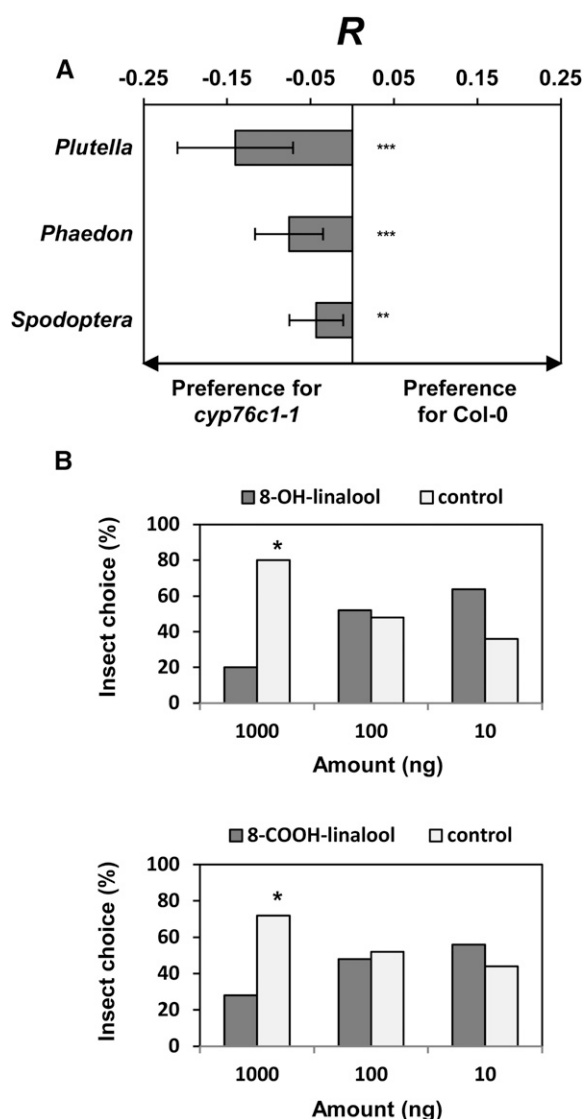 R
A
-0.25 -0.15 -0.05 0.05 0.15 0.25
Plutella ***
Phaedon ***
Spodoptera **
Preference for Preference
cyp76c1-1 for Col-0
B
8-OH-linalool control
Insect choice (%)
100
80 *
60
40
20
0
1000 100 10
Amount (ng)
8-COOH-linalool control
Insect choice (%)
100
80 *
60
40
20
0
1000 100 10
Amount (ng)